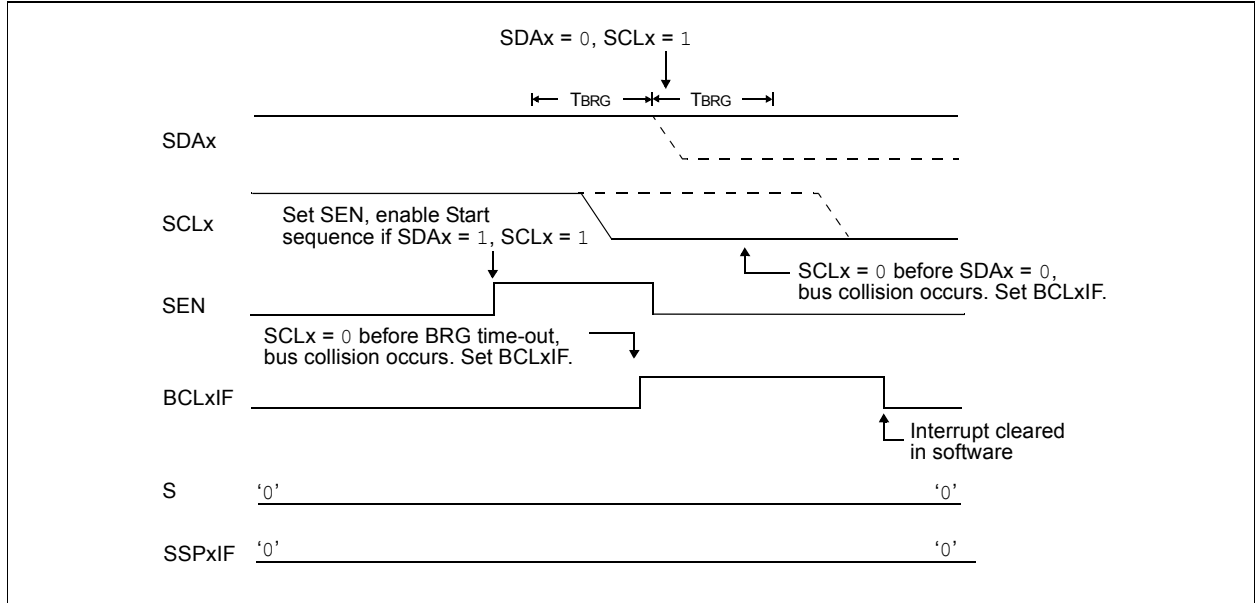 SDAx = 0, SCLx = 1
TBRG TBRG
SDAx
SCLx
Set SEN, enable Start
sequence if SDAx = 1, SCLx = 1
SCLx = 0 before SDAx = 0,
bus collision occurs. Set BCLxIF.
SEN
SCLx = 0 before BRG time-out,
bus collision occurs. Set BCLxIF.
BCLxIF
Interrupt cleared
in software
S ‘0’ ‘0’
SSPxIF ‘0’ ‘0’